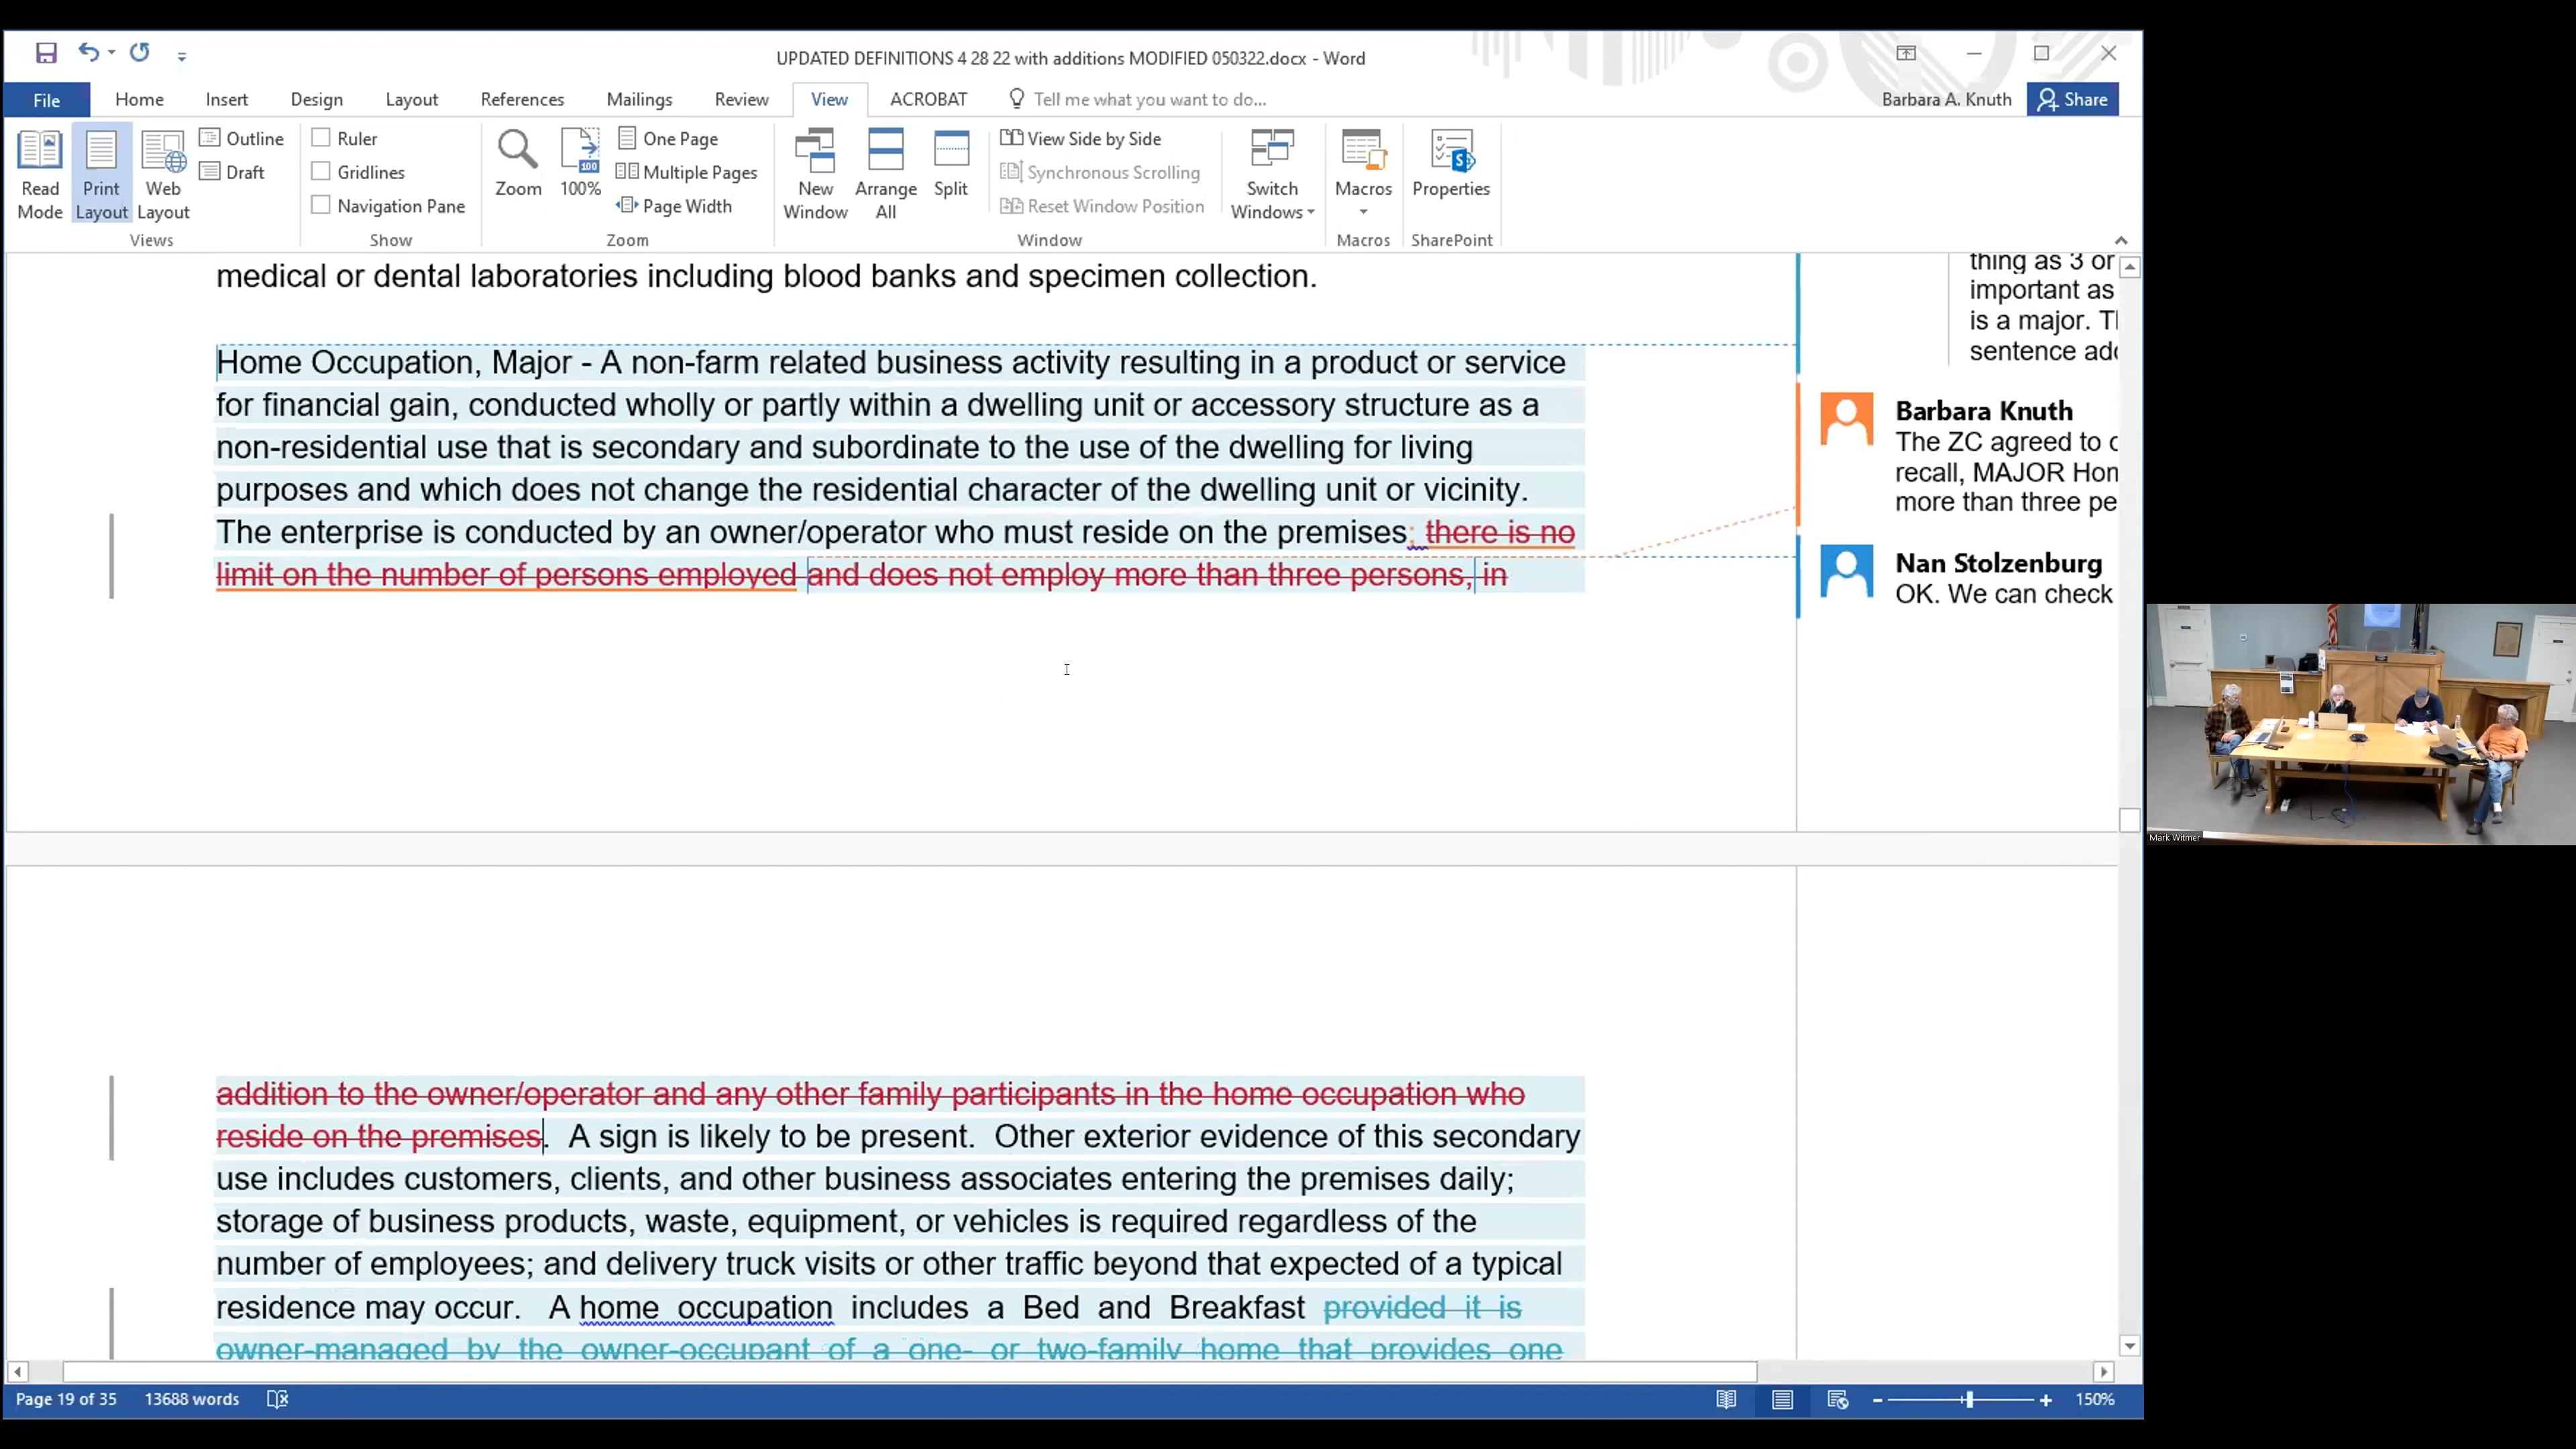 UPDATED DEFINITIONS 4 28 22 with additions MODIFIED 050322.docx - Word
File Home Insert Design Layout References Mailings Review View ACROBAT Tell me what you want to do... Barbara A. Knuth Share
Read Mode
Print Layout
Web Layout
Outline
Draft
Views
Ruler
Gridlines
Navigation Pane
Show
Zoom
100
100%
One Page
Multiple Pages
Page Width
Zoom
New Window
Arrange All
Split
View Side by Side
Synchronous Scrolling
Reset Window Position
Window
Switch Windows
Macros
Macros
Properties
SharePoint
medical or dental laboratories including blood banks and specimen collection.
Home Occupation, Major - A non-farm related business activity resulting in a product or service
for financial gain, conducted wholly or partly within a dwelling unit or accessory structure as a
non-residential use that is secondary and subordinate to the use of the dwelling for living
purposes and which does not change the residential character of the dwelling unit or vicinity.
The enterprise is conducted by an owner/operator who must reside on the premises; there is no
limit on the number of persons employed and does not employ more than three persons, in
thing as 3 or
important as
is a major. Tl
sentence add
Barbara Knuth
The ZC agreed to c
recall, MAJOR Hon
more than three pe
Nan Stolzenburg
OK. We can check
addition to the owner/operator and any other family participants in the home occupation who
reside on the premises. A sign is likely to be present. Other exterior evidence of this secondary
use includes customers, clients, and other business associates entering the premises daily;
storage of business products, waste, equipment, or vehicles is required regardless of the
number of employees; and delivery truck visits or other traffic beyond that expected of a typical
residence may occur. A home occupation includes a Bed and Breakfast provided it is
owner-managed by the owner-occupant of a one- or two-family home that provides one
Page 19 of 35 13688 words 150%
Mark Witmer